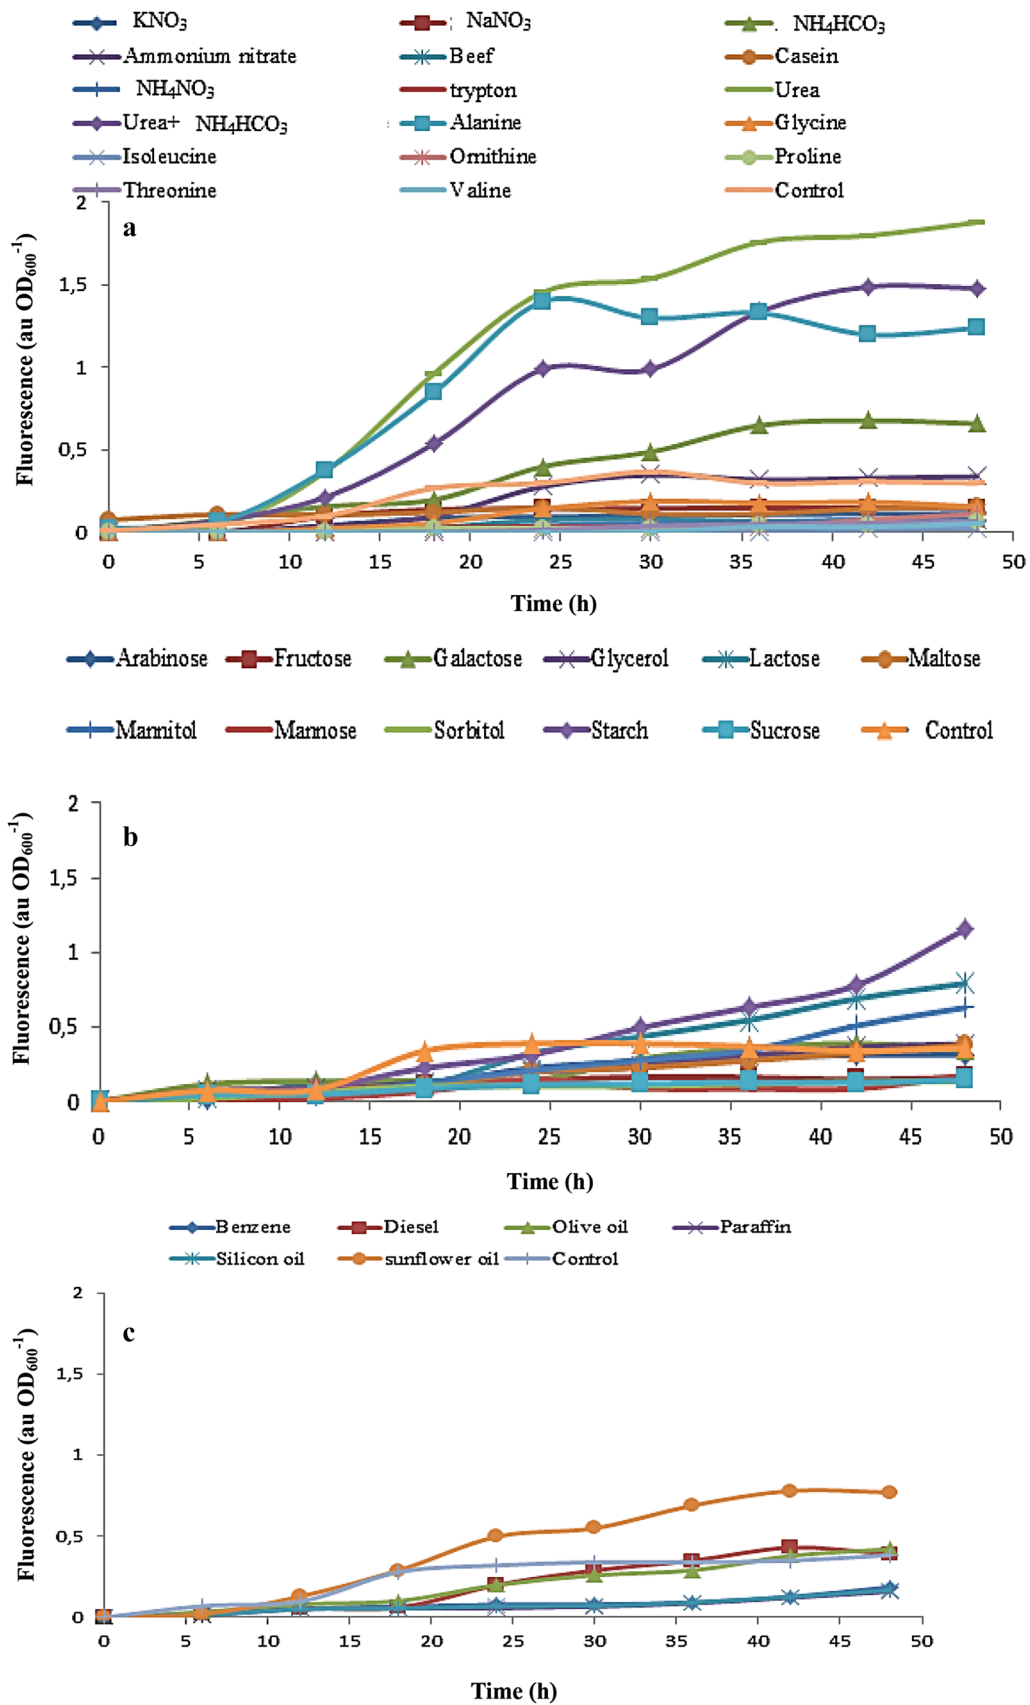 KNO3 NaNO3 NH4HCO3
Ammonium nitrate Beef Casein
NH4NO3 trypton Urea
Urea+ NH4HCO3 Alanine Glycine
Isoleucine Ornithine Proline
Threonine Valine Control
a
Fluorescence (au OD600-1)
2
1,5
1
0,5
0
0 5 10 15 20 25 30 35 40 45 50
Time (h)
Arabinose Fructose Galactose Glycerol Lactose Maltose
Mannitol Mannose Sorbitol Starch Sucrose Control
b
Fluorescence (au OD600-1)
2
1,5
1
0,5
0
0 5 10 15 20 25 30 35 40 45 50
Time (h)
Benzene Diesel Olive oil Paraffin
Silicon oil sunflower oil Control
c
Fluorescence (au OD600-1)
2
1,5
1
0,5
0
0 5 10 15 20 25 30 35 40 45 50
Time (h)